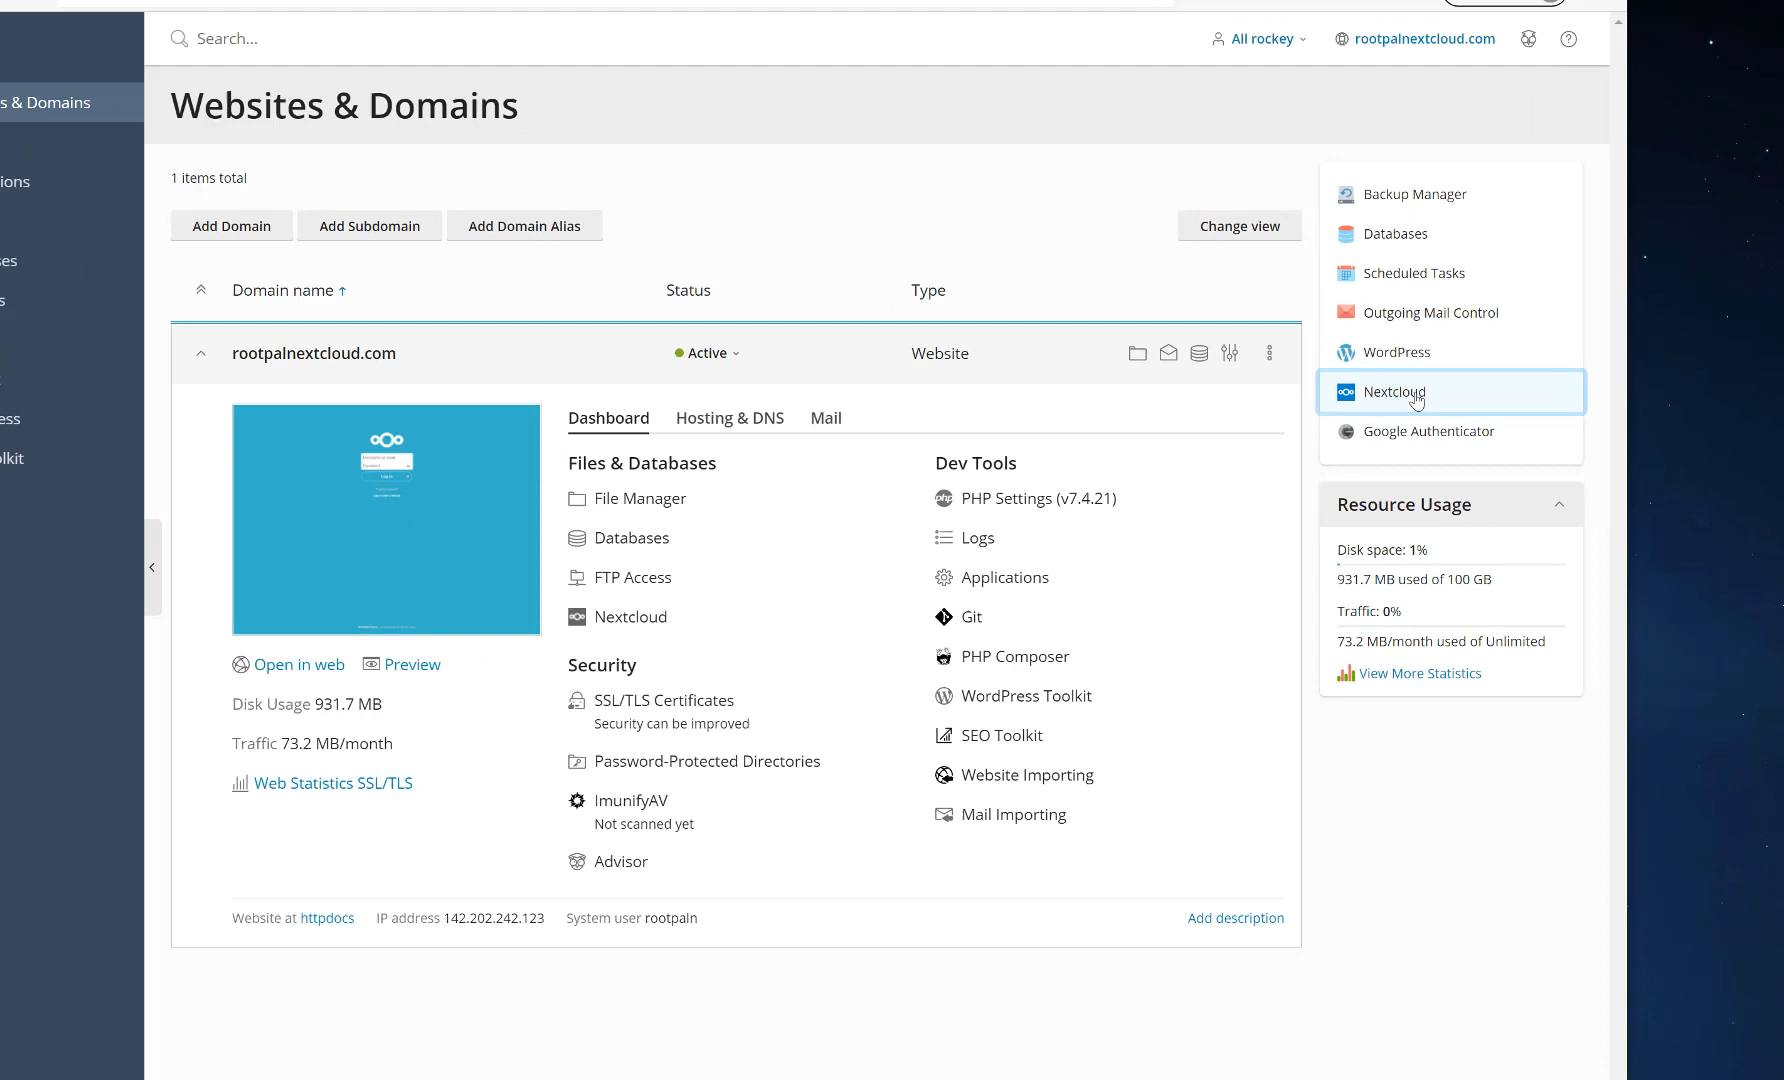 Search...
All rockey
rootpalnextcloud.com
s & Domains
ions
es
s
ess
lkit
Websites & Domains
1 items total
Add Domain
Add Subdomain
Add Domain Alias
Change view
Domain name ↑
Status
Type
rootpalnextcloud.com
Active
Website
Dashboard
Hosting & DNS
Mail
Files & Databases
File Manager
Databases
FTP Access
Nextcloud
Security
SSL/TLS Certificates
Security can be improved
Password-Protected Directories
ImunifyAV
Not scanned yet
Advisor
Dev Tools
php
PHP Settings (v7.4.21)
Logs
Applications
Git
PHP Composer
WordPress Toolkit
SEO Toolkit
Website Importing
Mail Importing
Open in web
Preview
Disk Usage 931.7 MB
Traffic 73.2 MB/month
Web Statistics SSL/TLS
Website at httpdocs
IP address 142.202.242.123
System user rootpaln
Add description
Backup Manager
Databases
Scheduled Tasks
Outgoing Mail Control
WordPress
Nextcloud
Google Authenticator
Resource Usage
Disk space: 1%
931.7 MB used of 100 GB
Traffic: 0%
73.2 MB/month used of Unlimited
View More Statistics